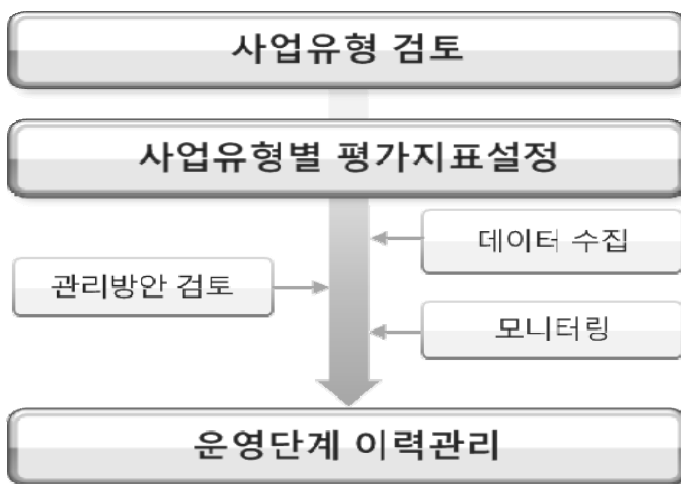 사업유형 검토
사업유형별 평가지표설정
데이터 수집
관리방안 검토
모니터링
운영단계 이력관리